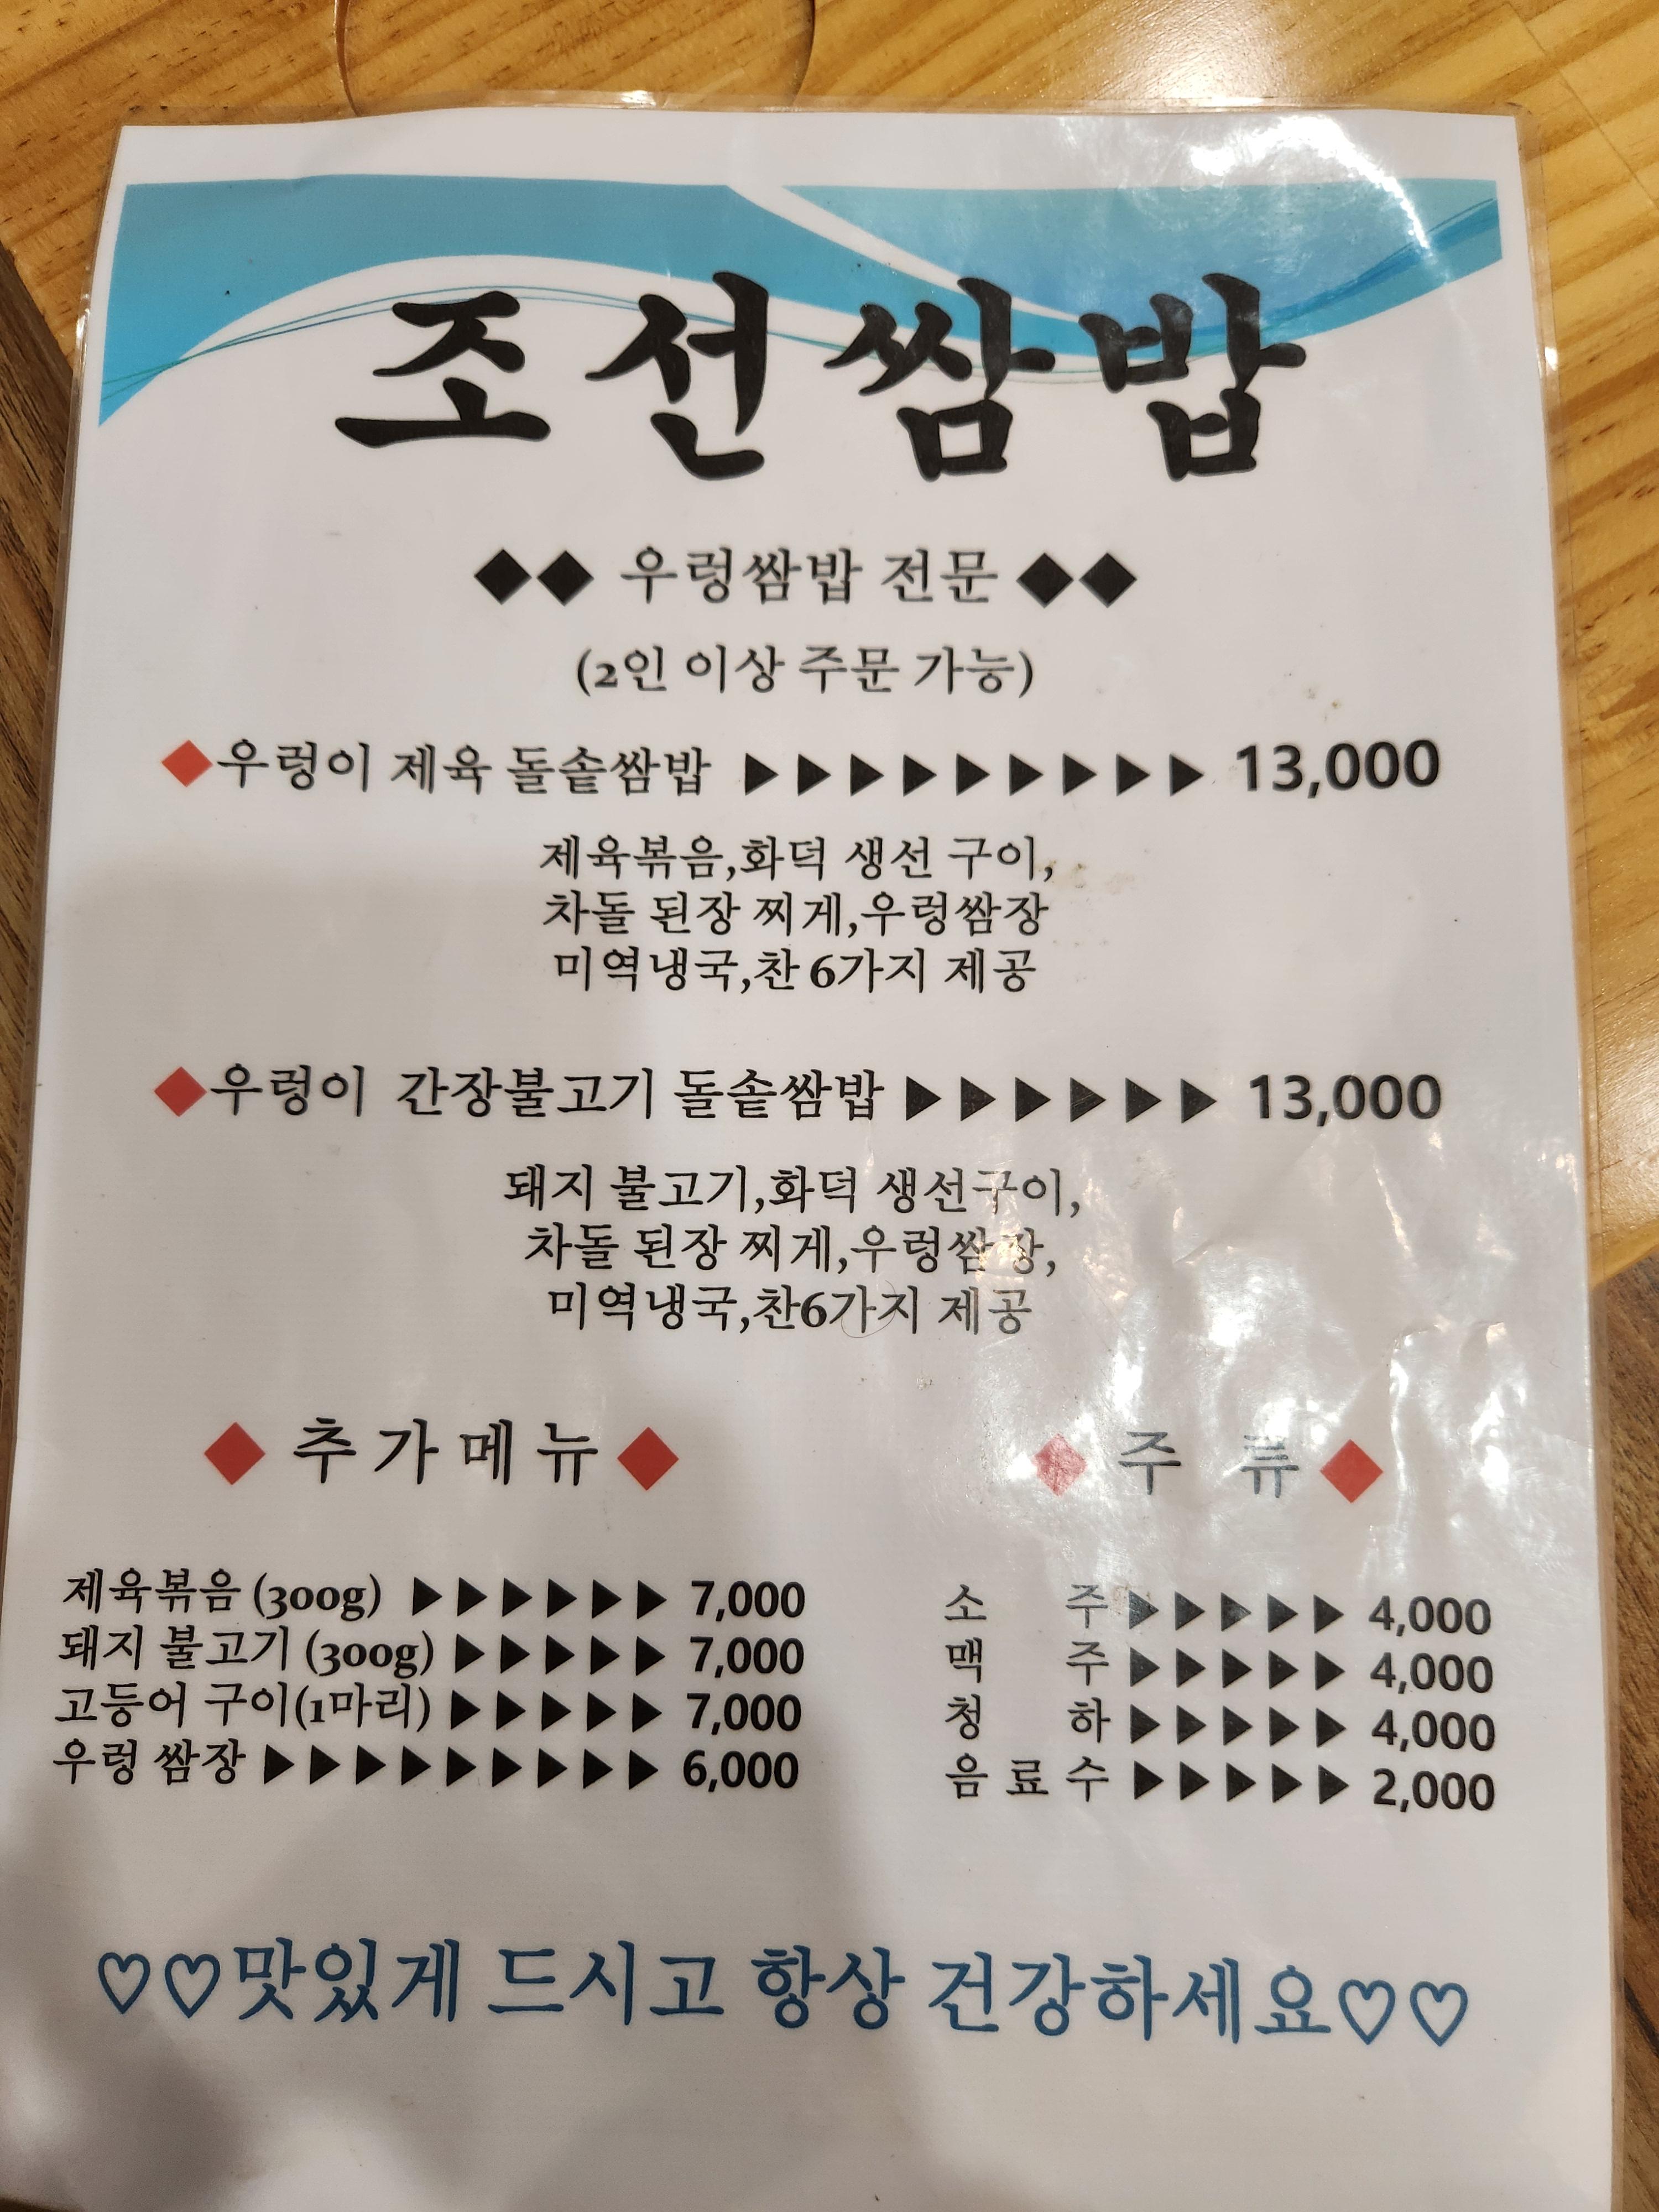 조선쌈밥
◆◆ 우렁쌈밥 전문 ◆◆
(2인 이상 주문 가능)
◆우렁이 제육 돌솥쌈밥 ▶▶▶▶▶▶▶▶▶ 13,000
제육볶음,화덕 생선 구이,
차돌 된장 찌게,우렁쌈장
미역냉국,찬 6가지 제공
◆우렁이 간장불고기 돌솥쌈밥 ▶▶▶▶▶▶ 13,000
돼지 불고기,화덕 생선구이,
차돌 된장 찌게,우렁쌈장,
미역냉국,찬6가지 제공
◆ 추가메뉴 ◆
제육볶음 (300g) ▶▶▶▶▶▶ 7,000
돼지 불고기 (300g) ▶▶▶▶▶ 7,000
고등어 구이(1마리) ▶▶▶▶▶ 7,000
우렁 쌈장 ▶▶▶▶▶▶▶▶▶ 6,000
◆ 주 류 ◆
소 주 ▶▶▶▶▶ 4,000
맥 주 ▶▶▶▶▶ 4,000
청 하 ▶▶▶▶▶ 4,000
음 료 수 ▶▶▶▶▶ 2,000
♡♡맛있게 드시고 항상 건강하세요♡♡